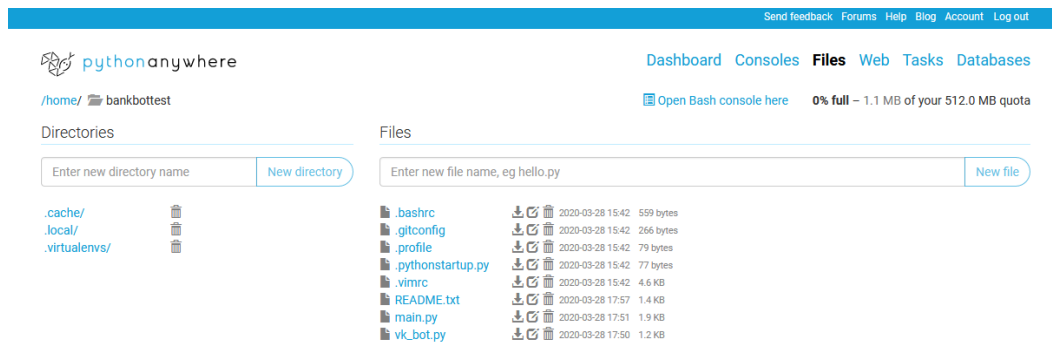 Send feedback Forums Help Blog Account Log out
pythonanywhere
Dashboard Consoles Files Web Tasks Databases
/home/ bankbottest
Open Bash console here 0% full – 1.1 MB of your 512.0 MB quota
Directories
Enter new directory name New directory
.cache/
.local/
.virtualenvs/
Files
Enter new file name, eg hello.py New file
.bashrc 2020-03-28 15:42 559 bytes
.gitconfig 2020-03-28 15:42 266 bytes
.profile 2020-03-28 15:42 79 bytes
.pythonstartup.py 2020-03-28 15:42 77 bytes
.vimrc 2020-03-28 15:42 4.6 KB
README.txt 2020-03-28 17:57 1.4 KB
main.py 2020-03-28 17:51 1.9 KB
vk_bot.py 2020-03-28 17:50 1.2 KB